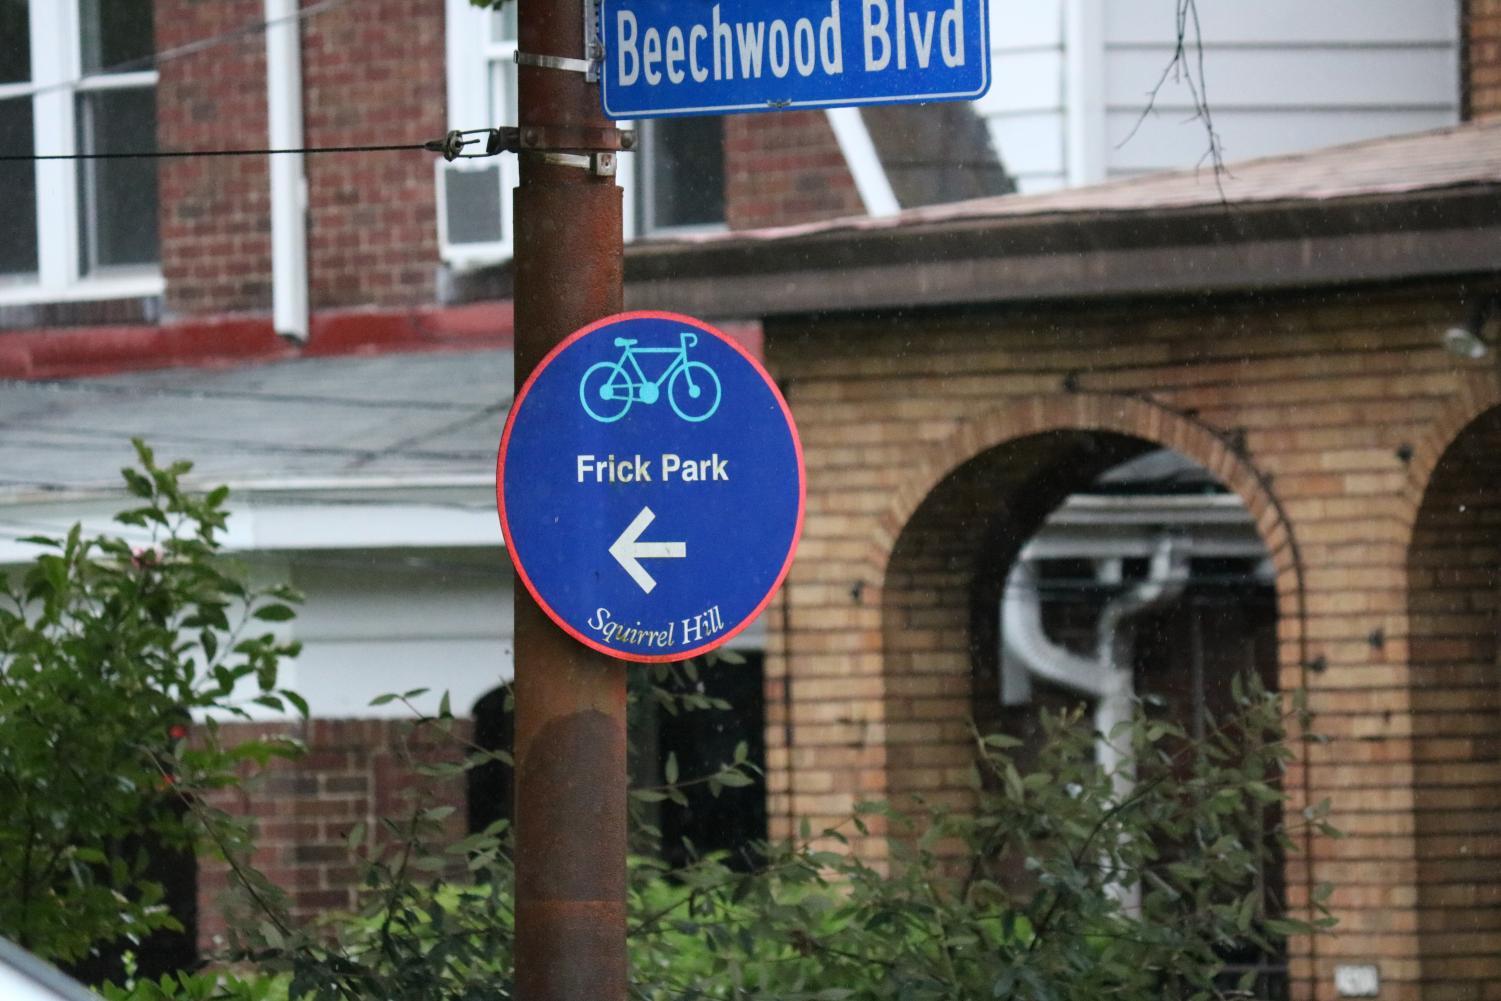 Beechwood Blvd
Frick Park
Squirrel Hill